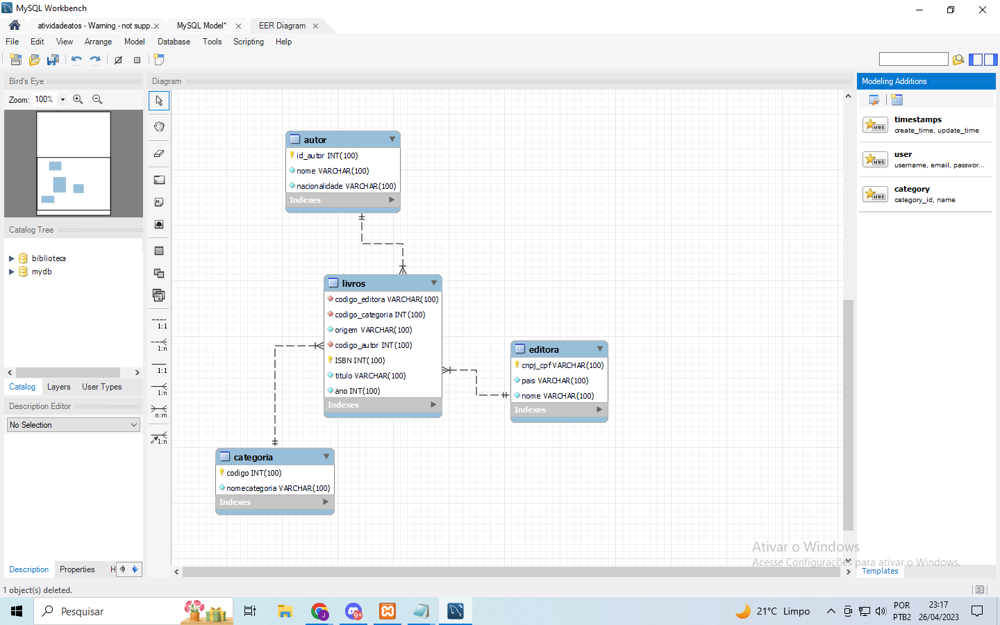 MySQL Workbench
atividadeatos - Warning - not supp...
MySQL Model*
EER Diagram
File Edit View Arrange Model Database Tools Scripting Help
Bird's Eye
Zoom: 100%
Catalog Tree
biblioteca
mydb
Catalog Layers User Types
Description Editor
No Selection
Description Properties H
1 object(s) deleted.
Diagram
1:1
1:n
1:1
1:n
n:m
1:n
autor
id_autor INT(100)
nome VARCHAR(100)
nacionalidade VARCHAR(100)
Indexes
livros
codigo_editora VARCHAR(100)
codigo_categoria INT(100)
origem VARCHAR(100)
codigo_autor INT(100)
ISBN INT(100)
titulo VARCHAR(100)
ano INT(100)
Indexes
editora
cnpj_cpf VARCHAR(100)
pais VARCHAR(100)
nome VARCHAR(100)
Indexes
categoria
codigo INT(100)
nomecategoria VARCHAR(100)
Indexes
Modeling Additions
MWB
timestamps
create_time, update_time
MWB
user
username, email, passwor...
MWB
category
category_id, name
Ativar o Windows
Acesse Configurações para ativar o Windows.
Templates
Pesquisar
9+
21°C Limpo
POR
PTB2
23:17
26/04/2023